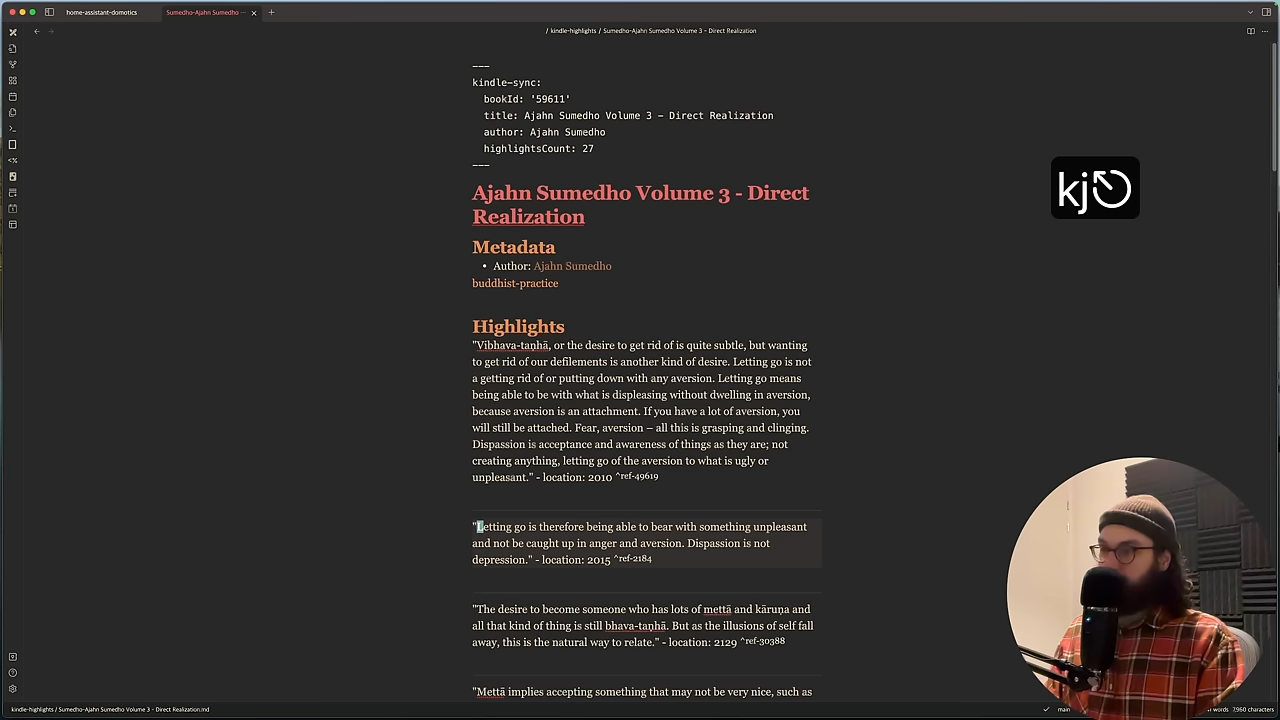 home-assistant-domotics
Sumedho-Ajahn Sumedho —
/ kindle-highlights / Sumedho-Ajahn Sumedho Volume 3 - Direct Realization
---
kindle-sync:
bookId: '59611'
title: Ajahn Sumedho Volume 3 - Direct Realization
author: Ajahn Sumedho
highlightsCount: 27
---
Ajahn Sumedho Volume 3 - Direct
Realization
Metadata
• Author: Ajahn Sumedho
buddhist-practice
Highlights
"Vibhava-taṇhā, or the desire to get rid of is quite subtle, but wanting
to get rid of our defilements is another kind of desire. Letting go is not
a getting rid of or putting down with any aversion. Letting go means
being able to be with what is displeasing without dwelling in aversion,
because aversion is an attachment. If you have a lot of aversion, you
will still be attached. Fear, aversion – all this is grasping and clinging.
Dispassion is acceptance and awareness of things as they are; not
creating anything, letting go of the aversion to what is ugly or
unpleasant." - location: 2010 ^ref-49619
"Letting go is therefore being able to bear with something unpleasant
and not be caught up in anger and aversion. Dispassion is not
depression." - location: 2015 ^ref-2184
"The desire to become someone who has lots of mettā and kāruṇa and
all that kind of thing is still bhava-taṇhā. But as the illusions of self fall
away, this is the natural way to relate." - location: 2129 ^ref-30388
"Mettā implies accepting something that may not be very nice, such as
kj
kindle-highlights / Sumedho-Ajahn Sumedho Volume 3 - Direct Realization.md
main
words 7,960 characters